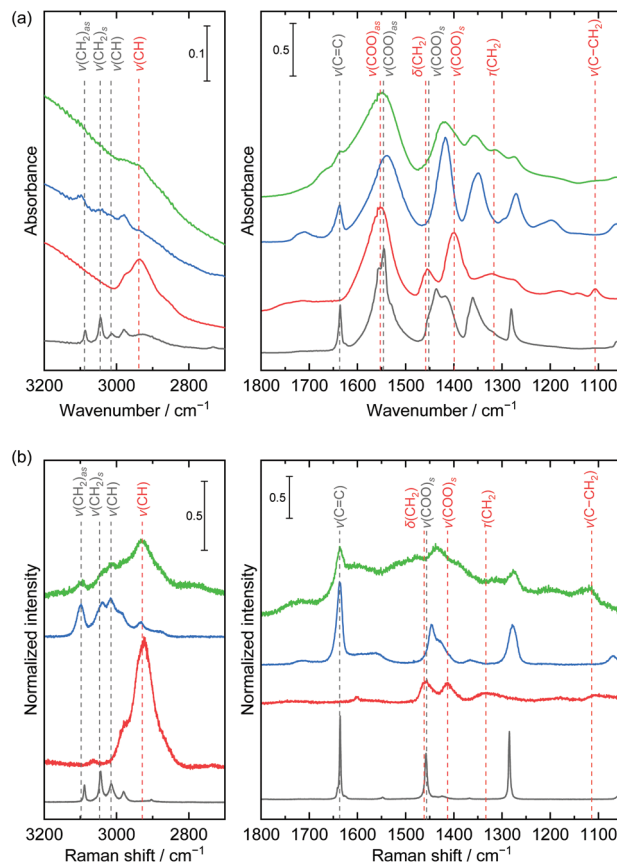 (a)
ν(CH₂)as
ν(CH₂)s
ν(CH)
ν(CH)
0.1
Absorbance
3200 3000 2800
Wavenumber / cm⁻¹
0.5
ν(C=C)
ν(COO)as
ν(COO)as
δ(CH₂)
ν(COO)s
ν(COO)s
τ(CH₂)
ν(C−CH₂)
Absorbance
1800 1700 1600 1500 1400 1300 1200 1100
Wavenumber / cm⁻¹
(b)
ν(CH₂)as
ν(CH₂)s
ν(CH)
ν(CH)
0.5
Normalized intensity
3200 3000 2800
Raman shift / cm⁻¹
0.5
ν(C=C)
δ(CH₂)
ν(COO)s
ν(COO)s
τ(CH₂)
ν(C−CH₂)
Normalized intensity
1800 1700 1600 1500 1400 1300 1200 1100
Raman shift / cm⁻¹